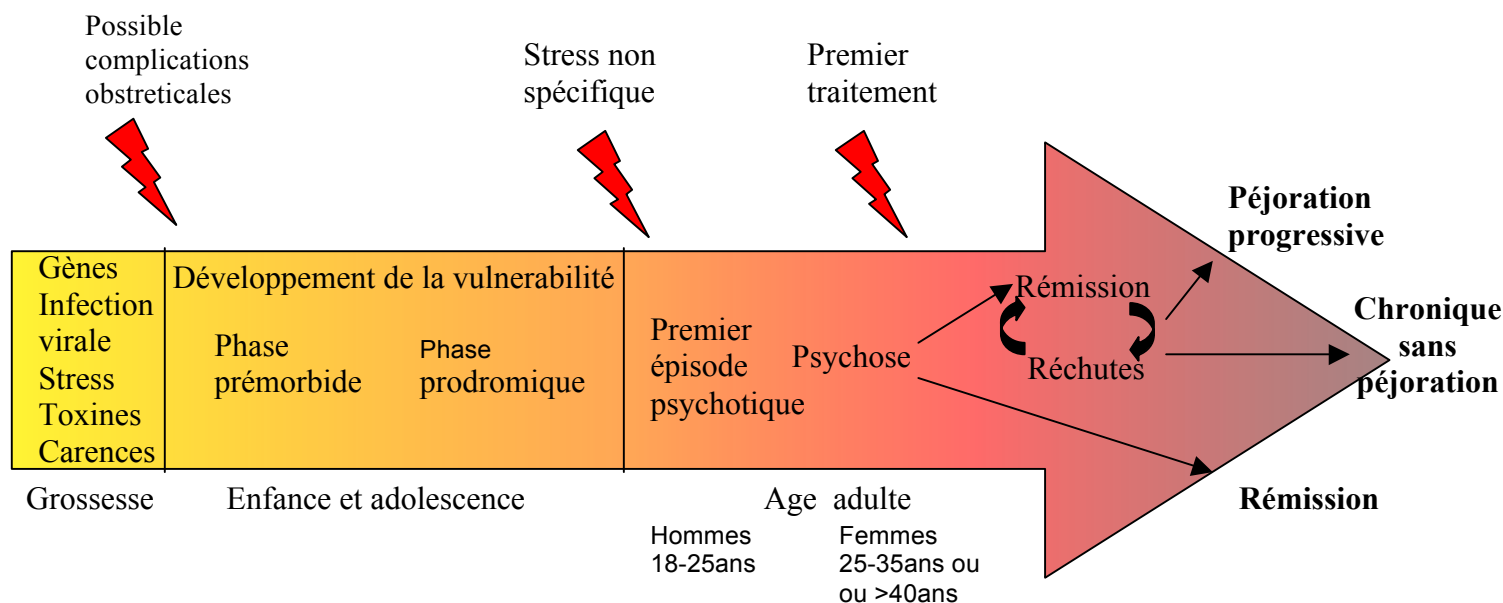 Possible
complications
obstreticales
Stress non
spécifique
Premier
traitement
Gènes
Infection
virale
Stress
Toxines
Carences
Développement de la vulnerabilité
Phase
prémorbide
Phase
prodromique
Premier
épisode
psychotique
Psychose
Rémission
Réchutes
Péjoration
progressive
Chronique
sans
péjoration
Rémission
Grossesse
Enfance et adolescence
Age adulte
Hommes
18-25ans
Femmes
25-35ans ou
ou >40ans